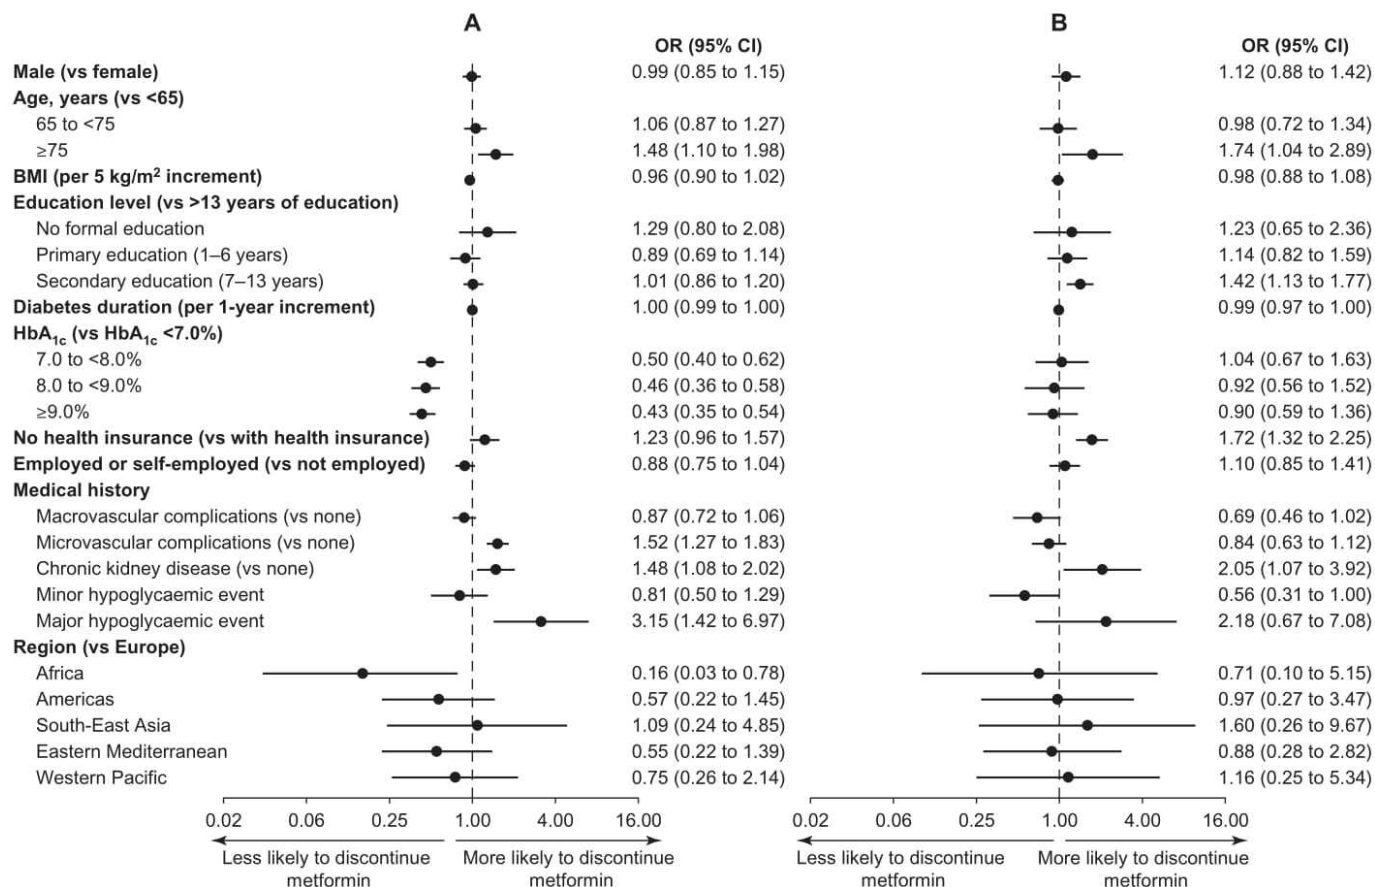 A B
OR (95% CI) OR (95% CI)
Male (vs female) 0.99 (0.85 to 1.15) 1.12 (0.88 to 1.42)
Age, years (vs <65)
65 to <75 1.06 (0.87 to 1.27) 0.98 (0.72 to 1.34)
≥75 1.48 (1.10 to 1.98) 1.74 (1.04 to 2.89)
BMI (per 5 kg/m² increment) 0.96 (0.90 to 1.02) 0.98 (0.88 to 1.08)
Education level (vs >13 years of education)
No formal education 1.29 (0.80 to 2.08) 1.23 (0.65 to 2.36)
Primary education (1–6 years) 0.89 (0.69 to 1.14) 1.14 (0.82 to 1.59)
Secondary education (7–13 years) 1.01 (0.86 to 1.20) 1.42 (1.13 to 1.77)
Diabetes duration (per 1-year increment) 1.00 (0.99 to 1.00) 0.99 (0.97 to 1.00)
HbA1c (vs HbA1c <7.0%)
7.0 to <8.0% 0.50 (0.40 to 0.62) 1.04 (0.67 to 1.63)
8.0 to <9.0% 0.46 (0.36 to 0.58) 0.92 (0.56 to 1.52)
≥9.0% 0.43 (0.35 to 0.54) 0.90 (0.59 to 1.36)
No health insurance (vs with health insurance) 1.23 (0.96 to 1.57) 1.72 (1.32 to 2.25)
Employed or self-employed (vs not employed) 0.88 (0.75 to 1.04) 1.10 (0.85 to 1.41)
Medical history
Macrovascular complications (vs none) 0.87 (0.72 to 1.06) 0.69 (0.46 to 1.02)
Microvascular complications (vs none) 1.52 (1.27 to 1.83) 0.84 (0.63 to 1.12)
Chronic kidney disease (vs none) 1.48 (1.08 to 2.02) 2.05 (1.07 to 3.92)
Minor hypoglycaemic event 0.81 (0.50 to 1.29) 0.56 (0.31 to 1.00)
Major hypoglycaemic event 3.15 (1.42 to 6.97) 2.18 (0.67 to 7.08)
Region (vs Europe)
Africa 0.16 (0.03 to 0.78) 0.71 (0.10 to 5.15)
Americas 0.57 (0.22 to 1.45) 0.97 (0.27 to 3.47)
South-East Asia 1.09 (0.24 to 4.85) 1.60 (0.26 to 9.67)
Eastern Mediterranean 0.55 (0.22 to 1.39) 0.88 (0.28 to 2.82)
Western Pacific 0.75 (0.26 to 2.14) 1.16 (0.25 to 5.34)
0.02 0.06 0.25 1.00 4.00 16.00 0.02 0.06 0.25 1.00 4.00 16.00
Less likely to discontinue More likely to discontinue Less likely to discontinue More likely to discontinue
metformin metformin metformin metformin